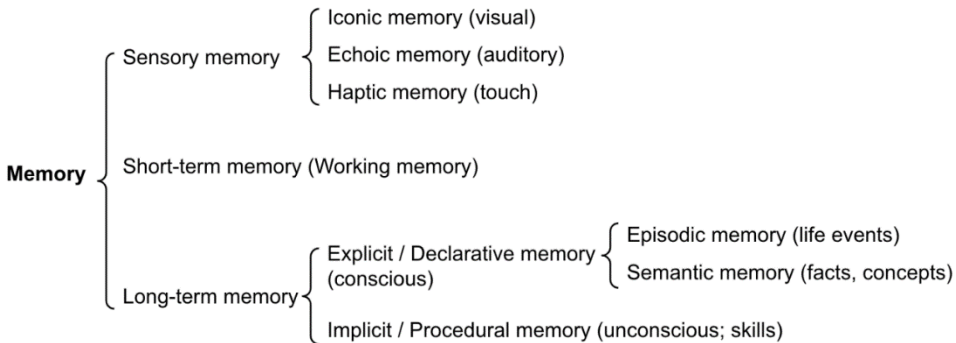 Memory
Sensory memory
Iconic memory (visual)
Echoic memory (auditory)
Haptic memory (touch)
Short-term memory (Working memory)
Long-term memory
Explicit / Declarative memory
(conscious)
Episodic memory (life events)
Semantic memory (facts, concepts)
Implicit / Procedural memory (unconscious; skills)